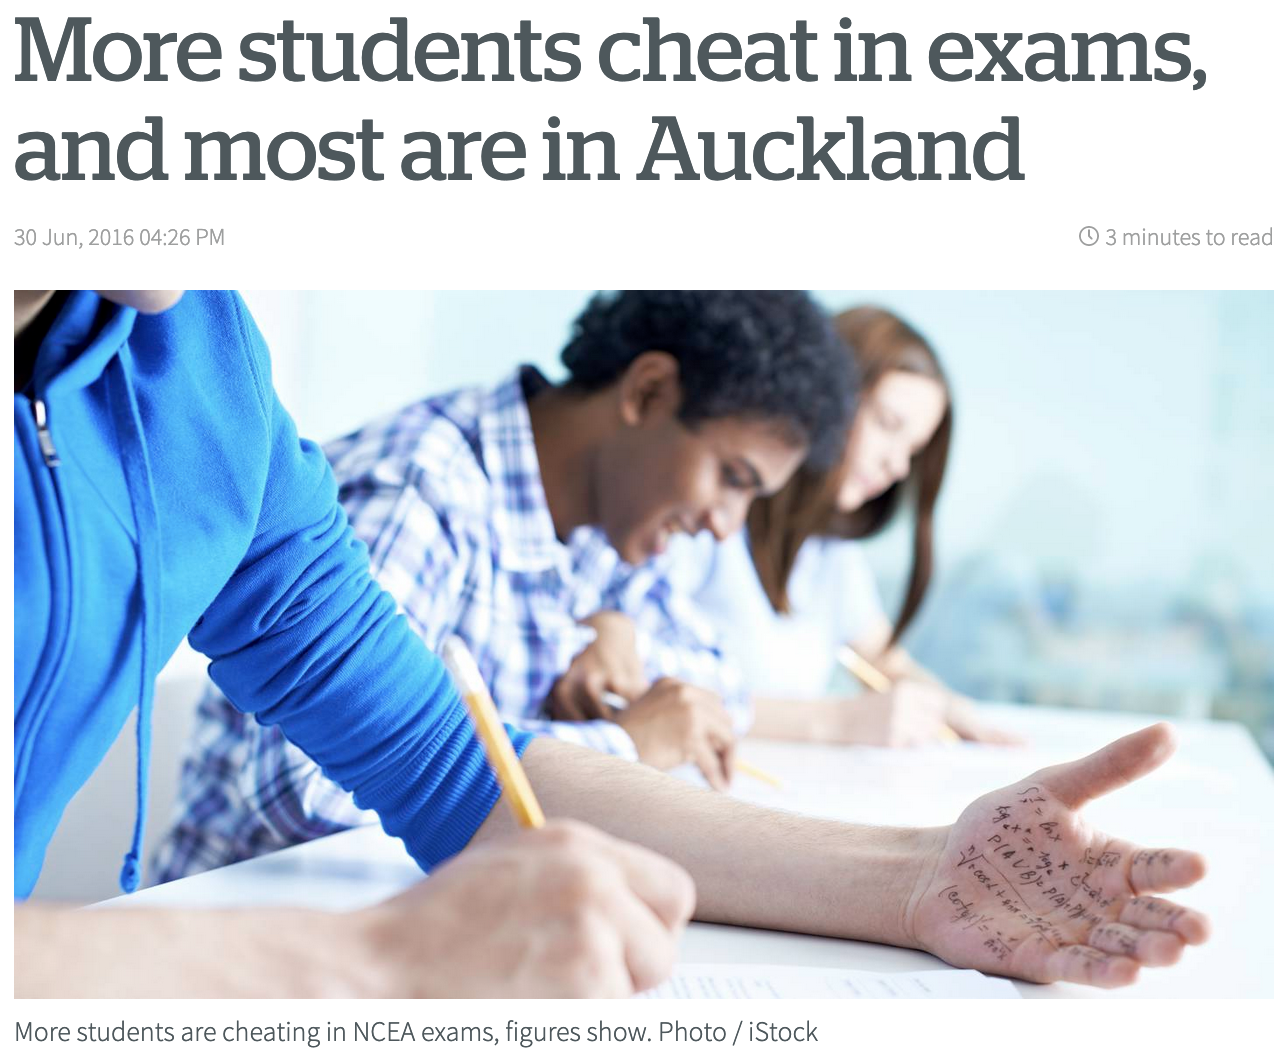 More students cheat in exams,
and most are in Auckland
30 Jun, 2016 04:26 PM
3 minutes to read
P(A∪B)=
More students are cheating in NCEA exams, figures show. Photo / iStock